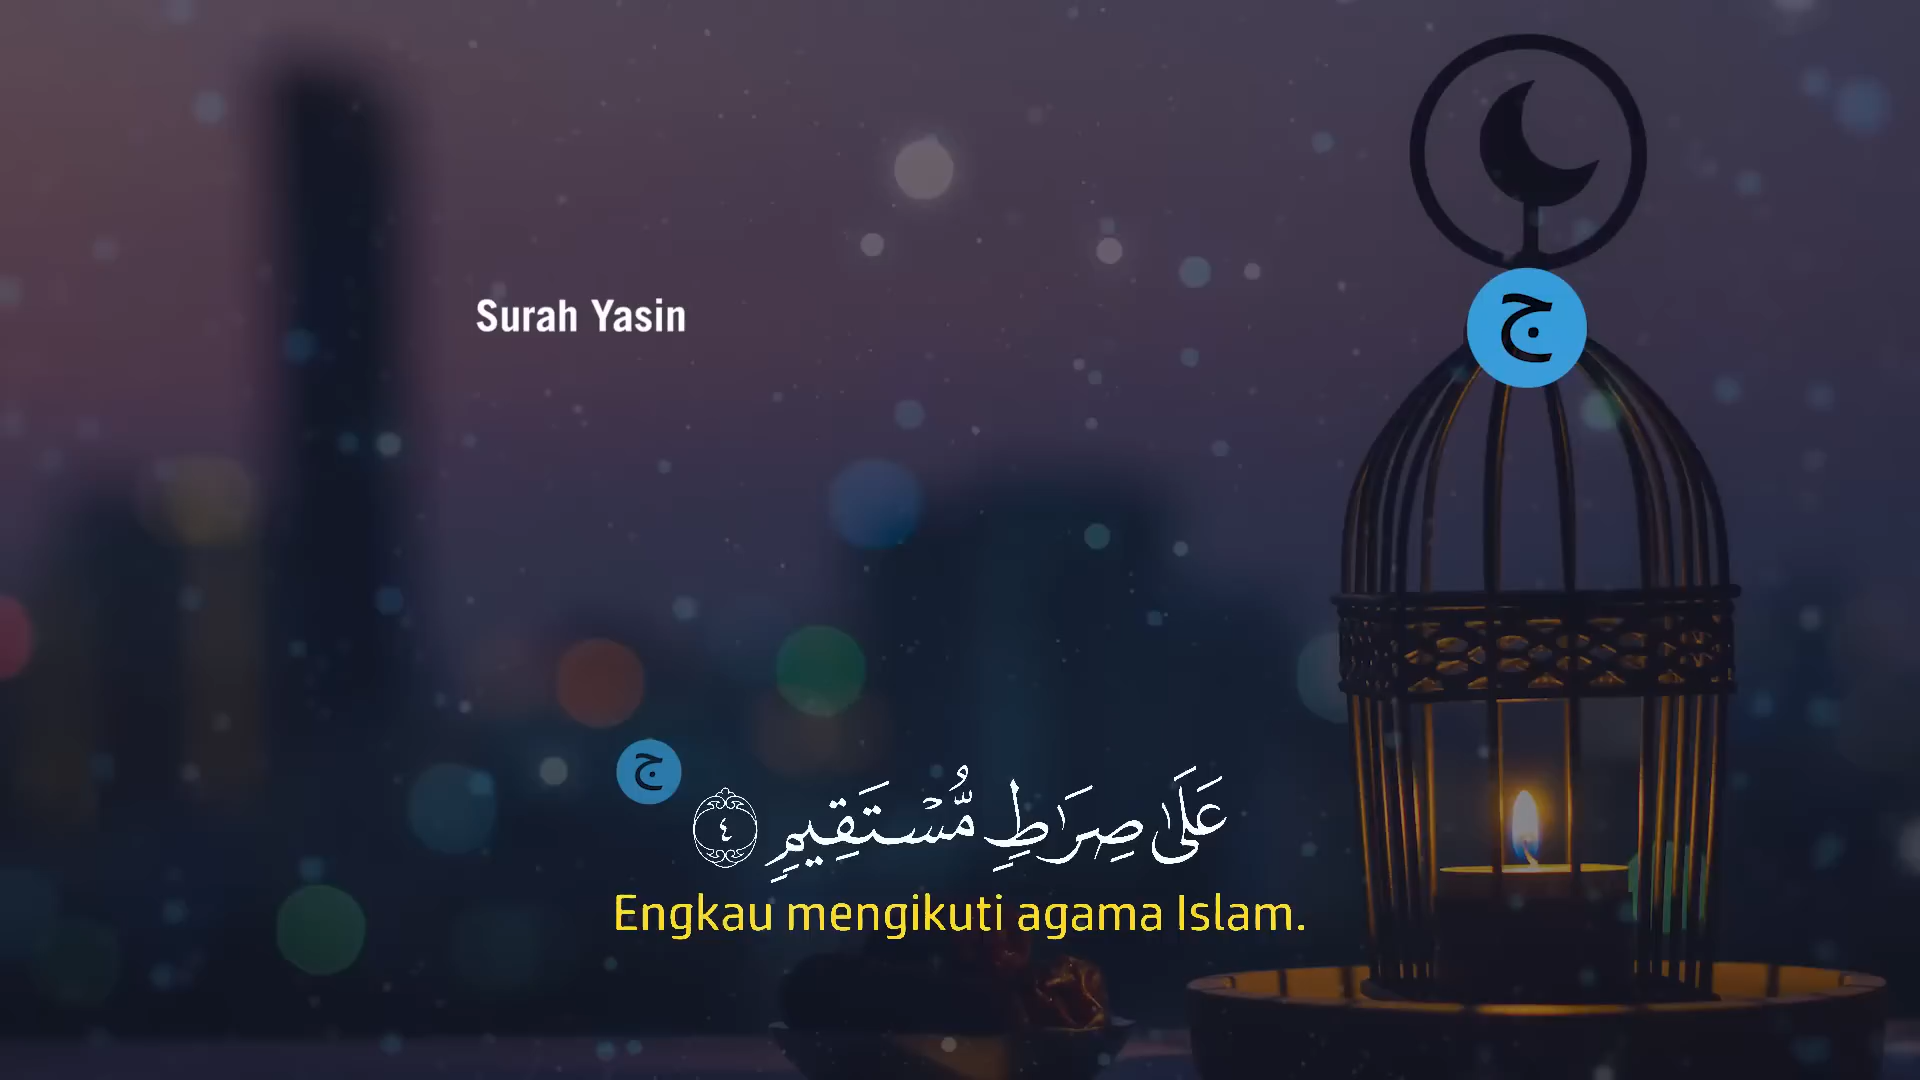 Surah Yasin
ج
ج
عَلَىٰ صِرَٰطٍ مُّسْتَقِيمٍ ٤
Engkau mengikuti agama Islam.